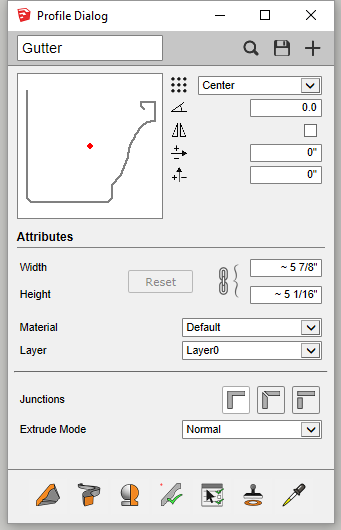 Profile Dialog
Gutter
Center
0.0
0"
0"
Attributes
Width
~ 5 7/8"
Reset
Height
~ 5 1/16"
Material
Default
Layer
Layer0
Junctions
Extrude Mode
Normal